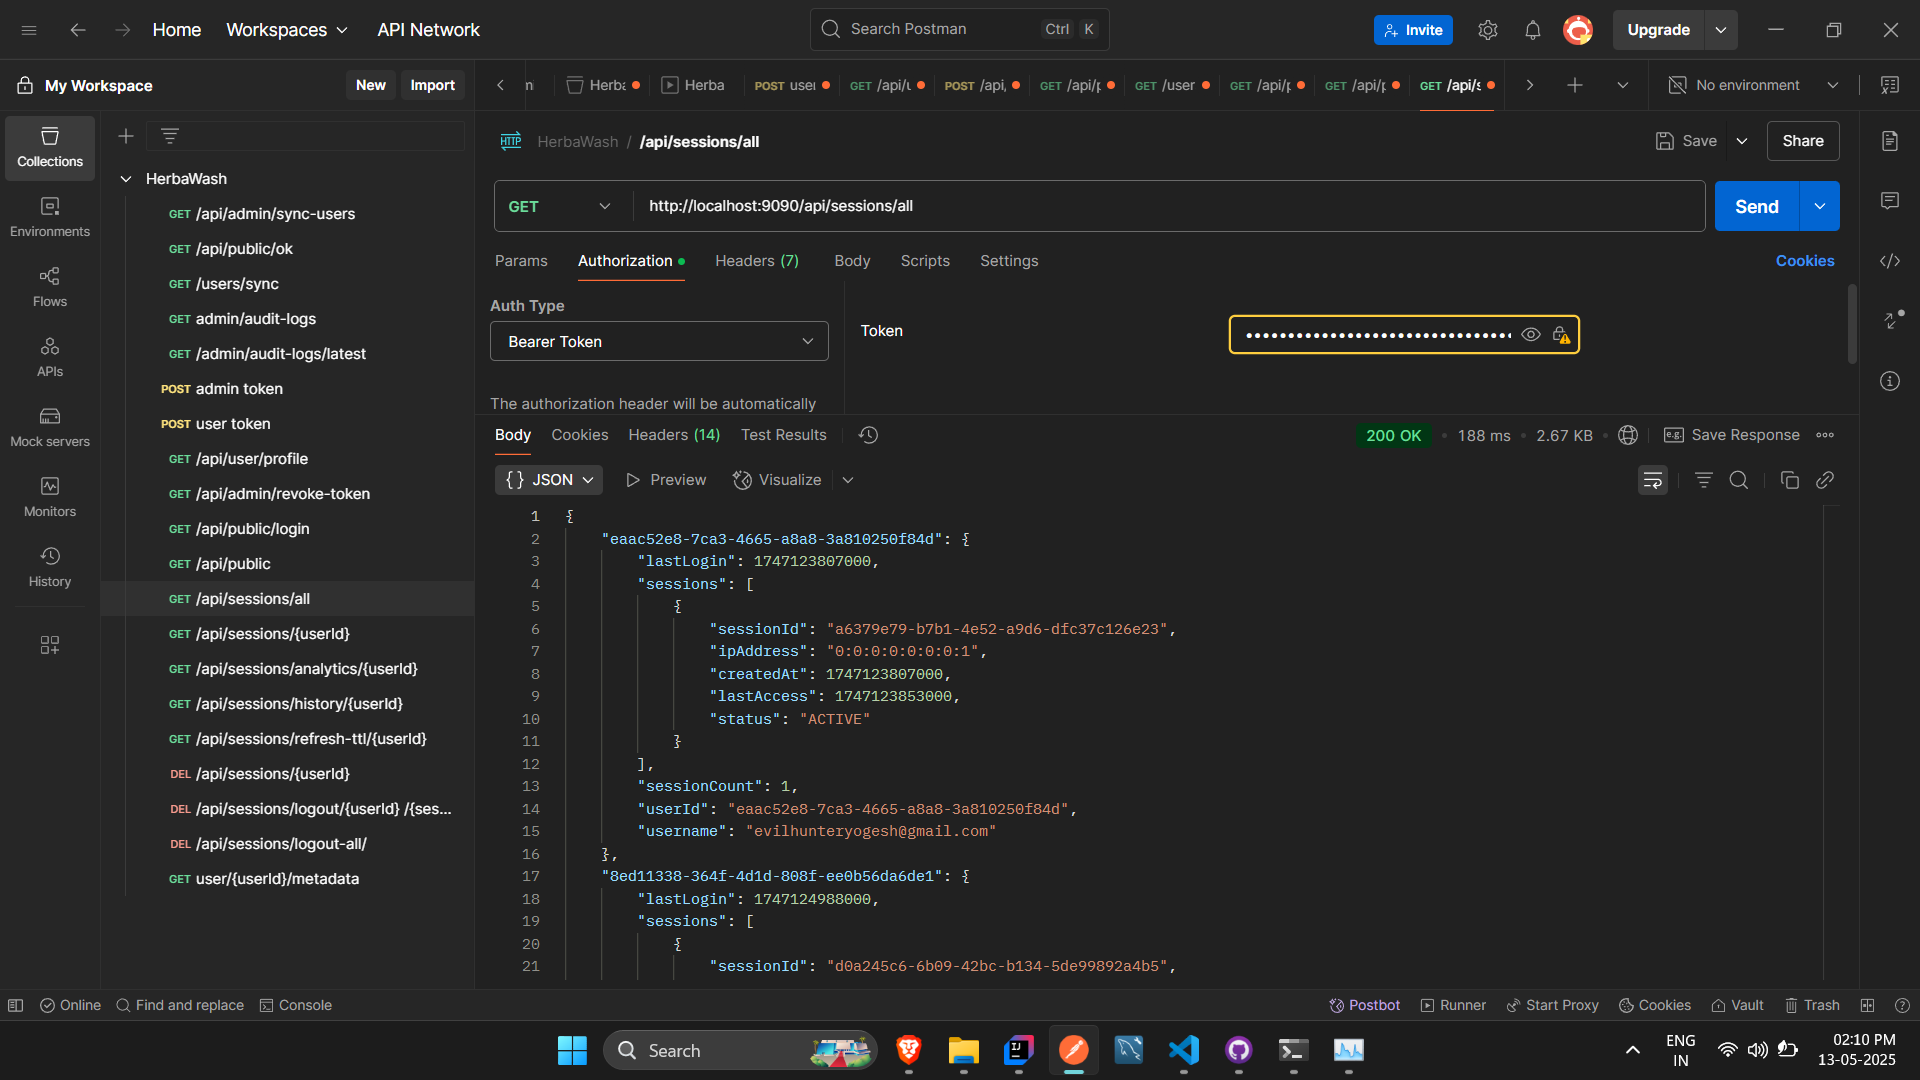 Home
Workspaces
API Network
Search Postman
Ctrl K
Invite
Upgrade
My Workspace
New
Import
Herba
Herba
POST user
GET /api/u
POST /api,
GET /api/p
GET /user
GET /api/p
GET /api/p
GET /api/s
No environment
Collections
Environments
Flows
APIs
Mock servers
Monitors
History
HerbaWash
GET /api/admin/sync-users
GET /api/public/ok
GET /users/sync
GET admin/audit-logs
GET /admin/audit-logs/latest
POST admin token
POST user token
GET /api/user/profile
GET /api/admin/revoke-token
GET /api/public/login
GET /api/public
GET /api/sessions/all
GET /api/sessions/{userId}
GET /api/sessions/analytics/{userId}
GET /api/sessions/history/{userId}
GET /api/sessions/refresh-ttl/{userId}
DEL /api/sessions/{userId}
DEL /api/sessions/logout/{userId} /{ses...
DEL /api/sessions/logout-all/
GET user/{userId}/metadata
HTTP HerbaWash / /api/sessions/all
Save
Share
GET http://localhost:9090/api/sessions/all
Send
Params
Authorization
Headers (7)
Body
Scripts
Settings
Cookies
Auth Type
Bearer Token
The authorization header will be automatically
Token
Body
Cookies
Headers (14)
Test Results
200 OK
188 ms
2.67 KB
e.g. Save Response
{} JSON
Preview
Visualize
1 {
2 "eaac52e8-7ca3-4665-a8a8-3a810250f84d": {
3 "lastLogin": 1747123807000,
4 "sessions": [
5 {
6 "sessionId": "a6379e79-b7b1-4e52-a9d6-dfc37c126e23",
7 "ipAddress": "0:0:0:0:0:0:0:1",
8 "createdAt": 1747123807000,
9 "lastAccess": 1747123853000,
10 "status": "ACTIVE"
11 }
12 ],
13 "sessionCount": 1,
14 "userId": "eaac52e8-7ca3-4665-a8a8-3a810250f84d",
15 "username": "evilhunteryogesh@gmail.com"
16 },
17 "8ed11338-364f-4d1d-808f-ee0b56da6de1": {
18 "lastLogin": 1747124988000,
19 "sessions": [
20 {
21 "sessionId": "d0a245c6-6b09-42bc-b134-5de99892a4b5",
Online
Find and replace
Console
Postbot
Runner
Start Proxy
Cookies
Vault
Trash
Search
ENG
IN
02:10 PM
13-05-2025